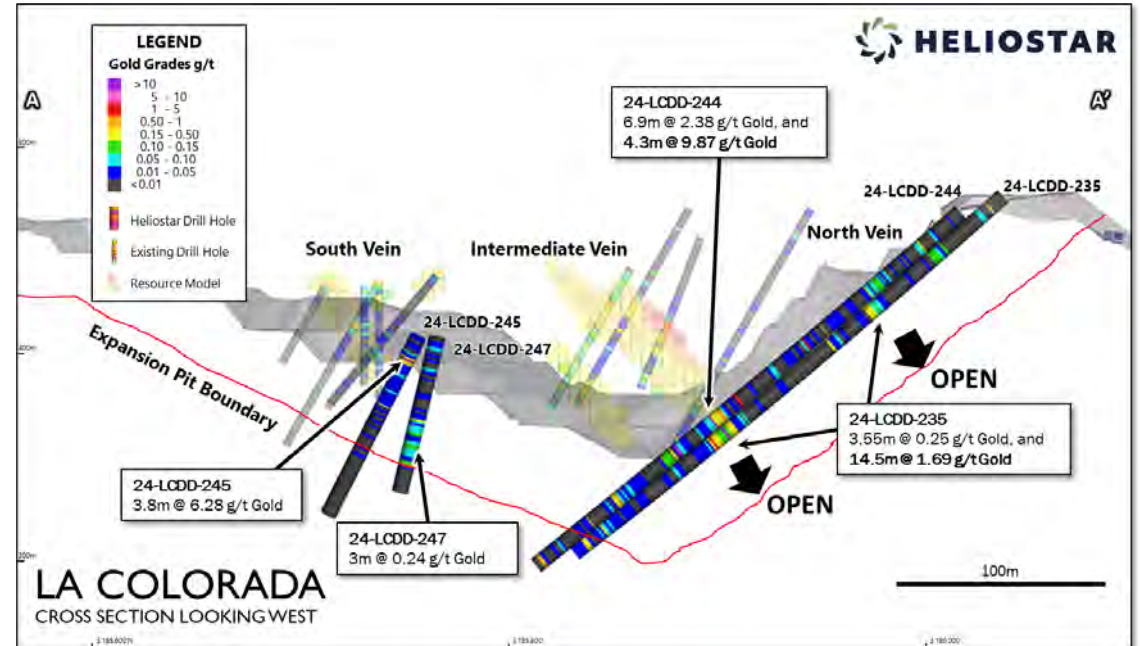 LEGEND
Gold Grades g/t
>10
5 - 10
1 - 5
0.50 - 1
0.15 - 0.50
0.10 - 0.15
0.05 - 0.10
0.01 - 0.05
<0.01
Heliostar Drill Hole
Existing Drill Hole
Resource Model
HELIOSTAR
A
A'
24-LCDD-244
6.9m @ 2.38 g/t Gold, and
4.3m @ 9.87 g/t Gold
24-LCDD-244
24-LCDD-235
South Vein
Intermediate Vein
North Vein
24-LCDD-245
24-LCDD-247
Expansion Pit Boundary
OPEN
24-LCDD-235
3.55m @ 0.25 g/t Gold, and
14.5m @ 1.69 g/t Gold
OPEN
24-LCDD-245
3.8m @ 6.28 g/t Gold
24-LCDD-247
3m @ 0.24 g/t Gold
LA COLORADA
CROSS SECTION LOOKING WEST
100m